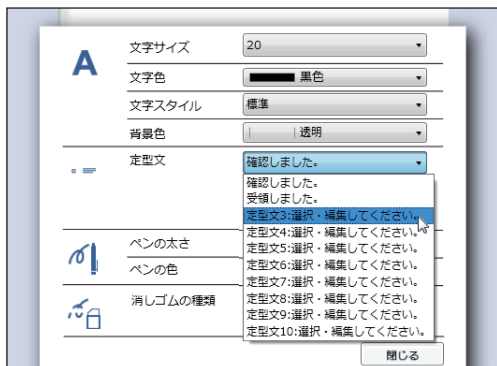 A
文字サイズ 20
文字色 黒色
文字スタイル 標準
背景色 透明
定型文 確認しました。
確認しました。
受領しました。
定型文3:選択・編集してください。
定型文4:選択・編集してください。
定型文5:選択・編集してください。
定型文6:選択・編集してください。
定型文7:選択・編集してください。
定型文8:選択・編集してください。
定型文9:選択・編集してください。
定型文10:選択・編集してください。
ペンの太さ
ペンの色
消しゴムの種類
閉じる